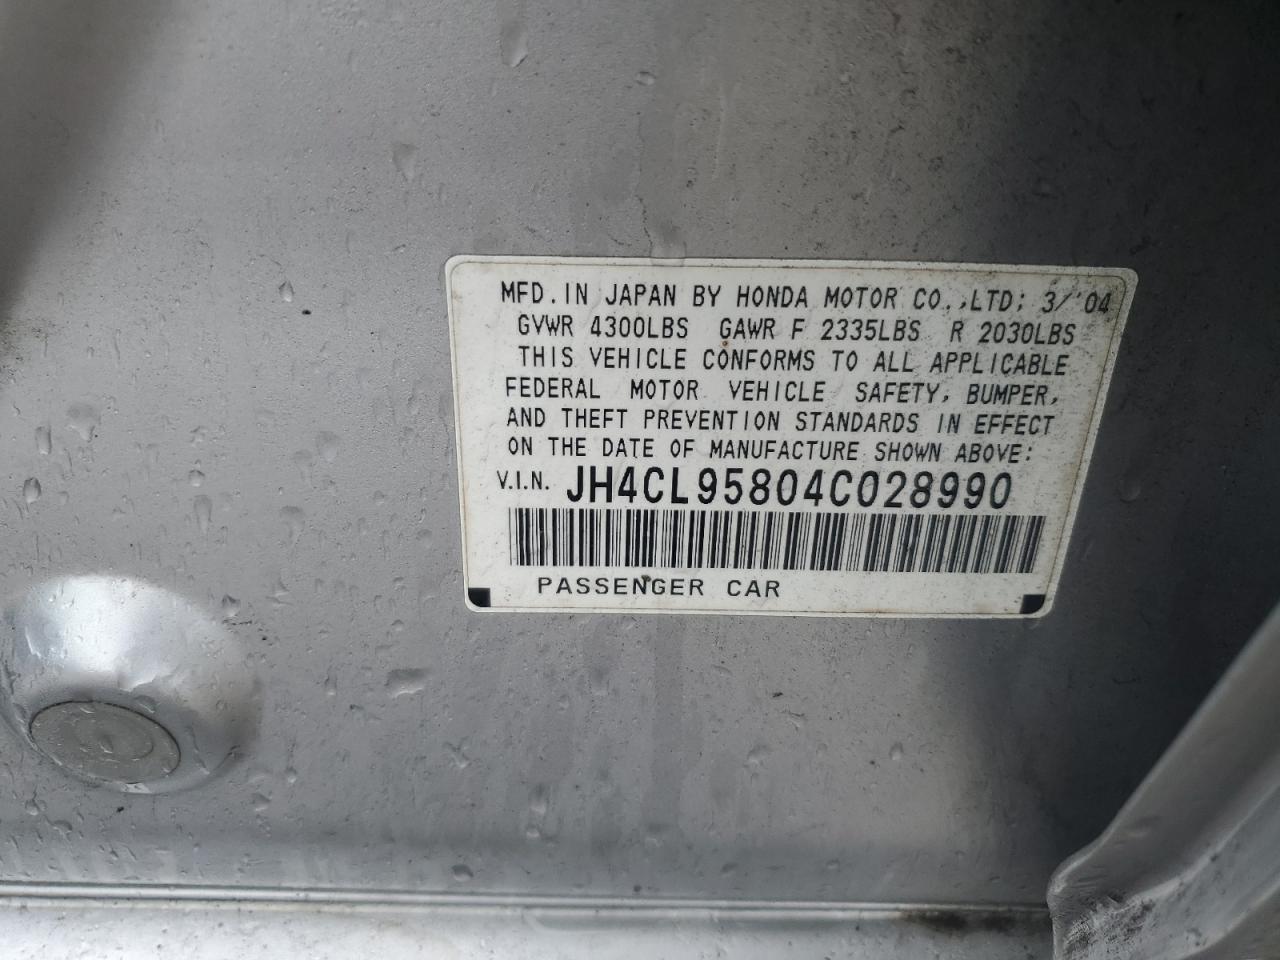 MFD. IN JAPAN BY HONDA MOTOR CO.,LTD; 3/'04
GVWR 4300LBS GAWR F 2335LBS R 2030LBS
THIS VEHICLE CONFORMS TO ALL APPLICABLE
FEDERAL MOTOR VEHICLE SAFETY, BUMPER,
AND THEFT PREVENTION STANDARDS IN EFFECT
ON THE DATE OF MANUFACTURE SHOWN ABOVE:
V.I.N. JH4CL95804C028990
PASSENGER CAR